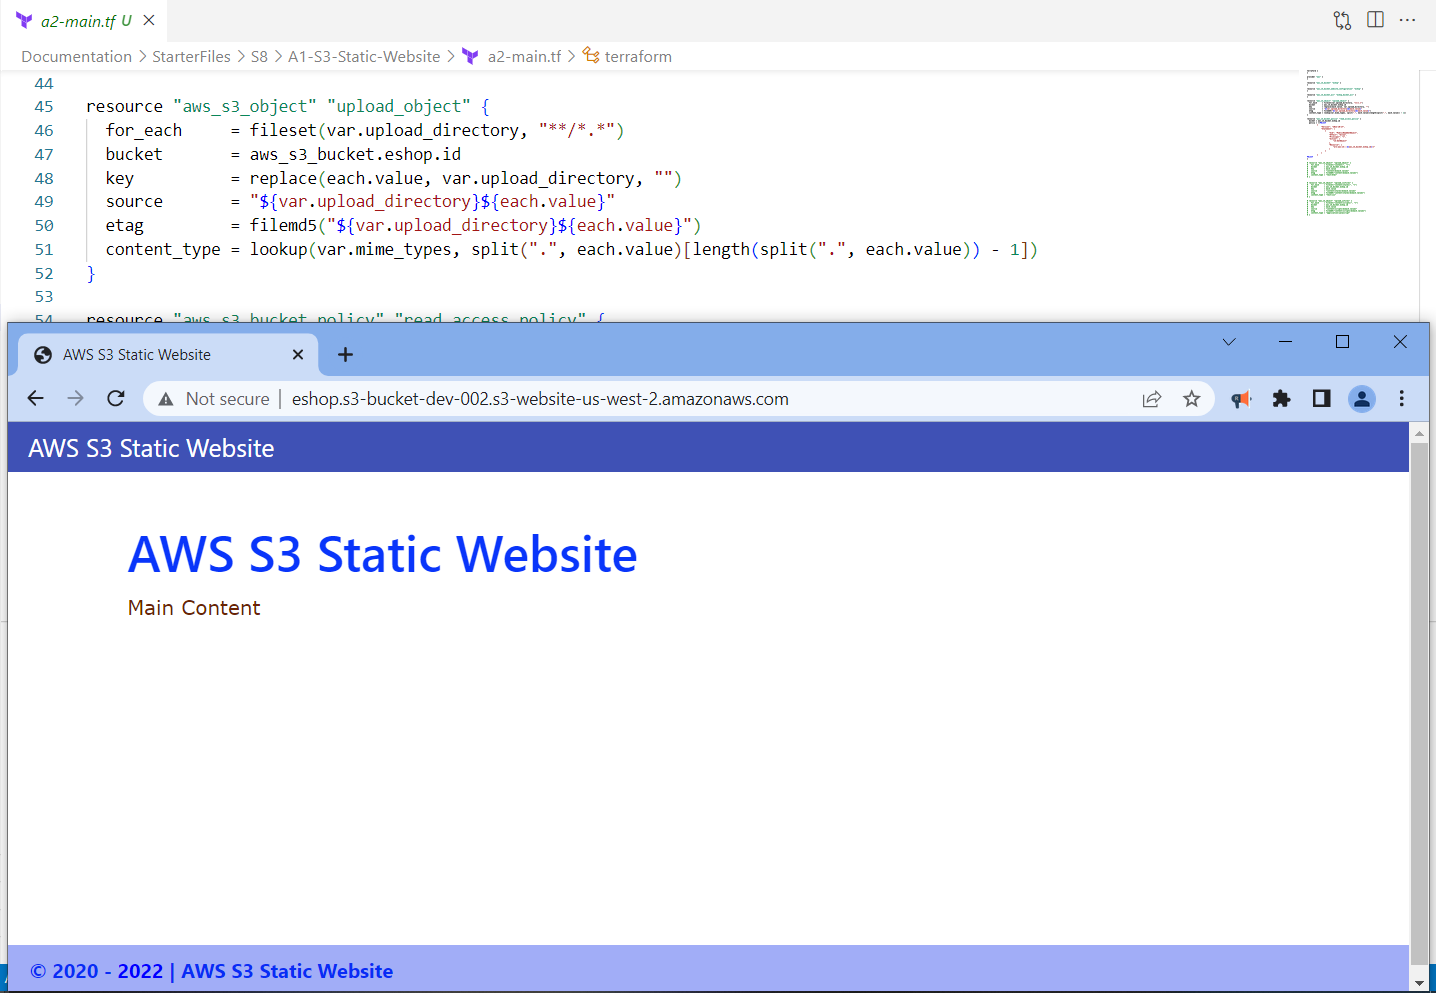 a2-main.tf U
Documentation > StarterFiles > S8 > A1-S3-Static-Website > a2-main.tf > terraform
44
45 resource "aws_s3_object" "upload_object" {
46 for_each = fileset(var.upload_directory, "**/*.*")
47 bucket = aws_s3_bucket.eshop.id
48 key = replace(each.value, var.upload_directory, "")
49 source = "${var.upload_directory}${each.value}"
50 etag = filemd5("${var.upload_directory}${each.value}")
51 content_type = lookup(var.mime_types, split(".", each.value)[length(split(".", each.value)) - 1])
52 }
53
54 resource "aws_s3_bucket_policy" "read_access_policy" {
AWS S3 Static Website
Not secure | eshop.s3-bucket-dev-002.s3-website-us-west-2.amazonaws.com
AWS S3 Static Website
AWS S3 Static Website
Main Content
© 2020 - 2022 | AWS S3 Static Website